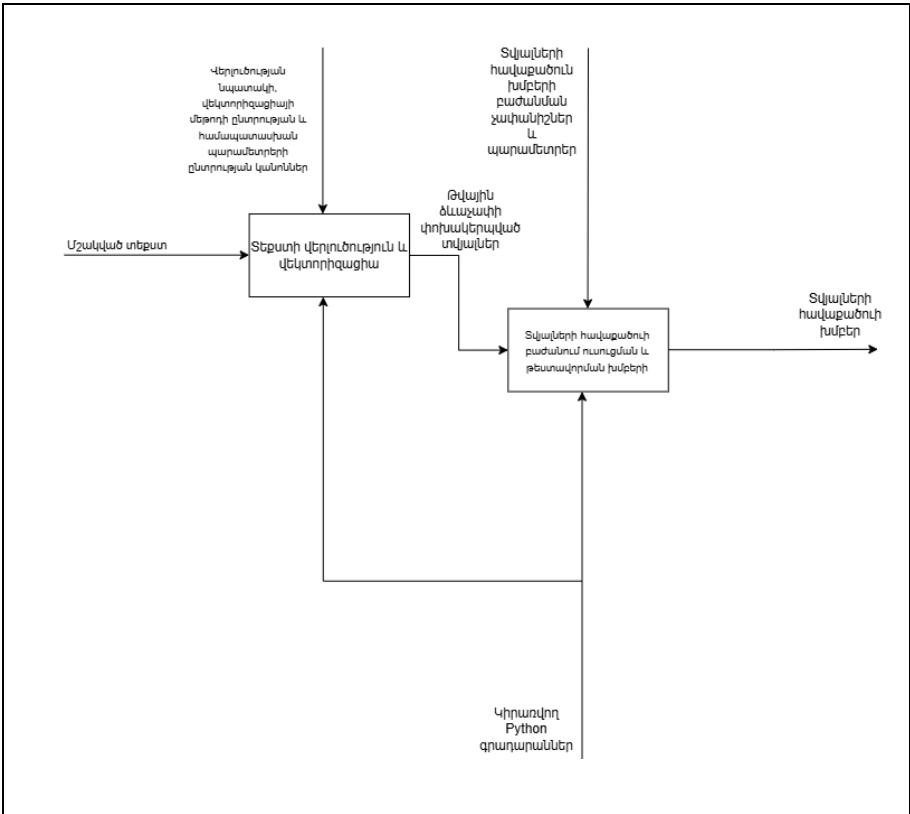 Վերլուծության
նպատակի,
վեկտորիզացիայի
մեթոդի ընտրության և
համապատասխան
պարամետրերի
ընտրության կանոններ
Տվյալների
հավաքածուն
խմբերի
բաժանման
չափանիշներ
և
պարամետրեր
Մշակված տեքստ
Տեքստի վերլուծություն և
վեկտորիզացիա
Թվային
ձևաչափի
փոխակերպված
տվյալներ
Տվյալների հավաքածուի
բաժանում ուսուցման և
թեստավորման խմբերի
Տվյալների
հավաքածուի
խմբեր
Կիրառվող
Python
գրադարաններ